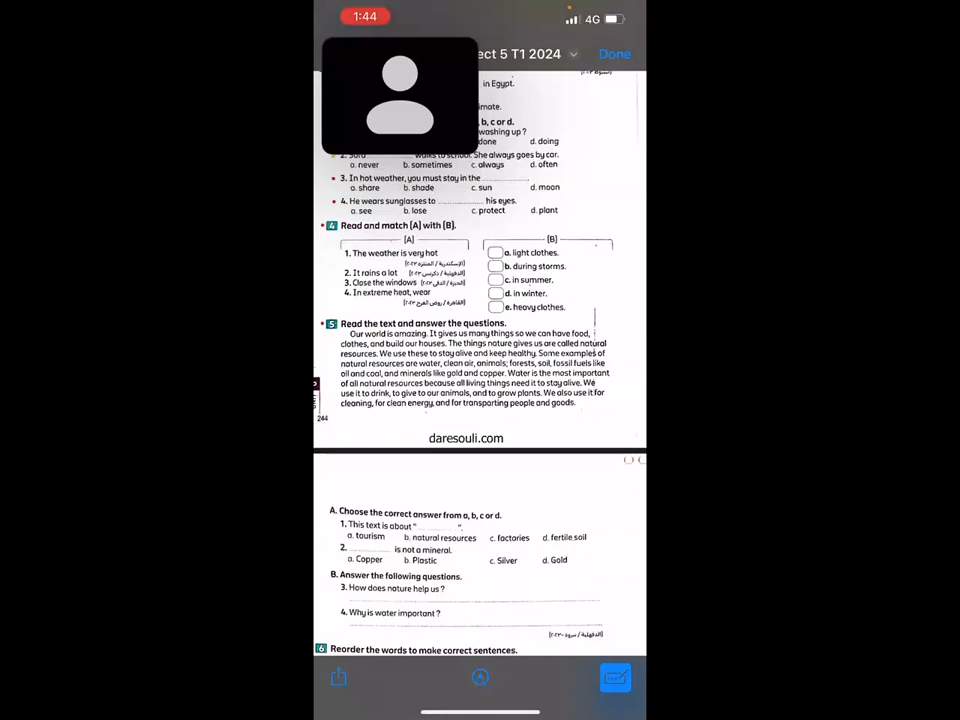 1:44
4G
ect 5 T1 2024
Done
in Egypt.
imate.
, b, c or d.
washing up?
done d. doing
2. Sara walks to school. She always goes by car.
a. never b. sometimes c. always d. often
3. In hot weather, you must stay in the ..............
a. share b. shade c. sun d. moon
4. He wears sunglasses to .............. his eyes.
a. see b. lose c. protect d. plant
4 Read and match [A] with [B].
[A] [B]
1. The weather is very hot a. light clothes.
2. It rains a lot b. during storms.
3. Close the windows c. in summer.
4. In extreme heat, wear d. in winter.
e. heavy clothes.
5 Read the text and answer the questions.
Our world is amazing. It gives us many things so we can have food,
clothes, and build our houses. The things nature gives us are called natural
resources. We use these to stay alive and keep healthy. Some examples of
natural resources are water, clean air, animals; forests, soil, fossil fuels like
oil and coal, and minerals like gold and copper. Water is the most important
of all natural resources because all living things need it to stay alive. We
use it to drink, to give to our animals, and to grow plants. We also use it for
cleaning, for clean energy, and for transporting people and goods.
244
daresouli.com
A. Choose the correct answer from a, b, c or d.
1. This text is about "..............".
a. tourism b. natural resources c. factories d. fertile soil
2. .............. is not a mineral.
a. Copper b. Plastic c. Silver d. Gold
B. Answer the following questions.
3. How does nature help us?
4. Why is water important?
6 Reorder the words to make correct sentences.